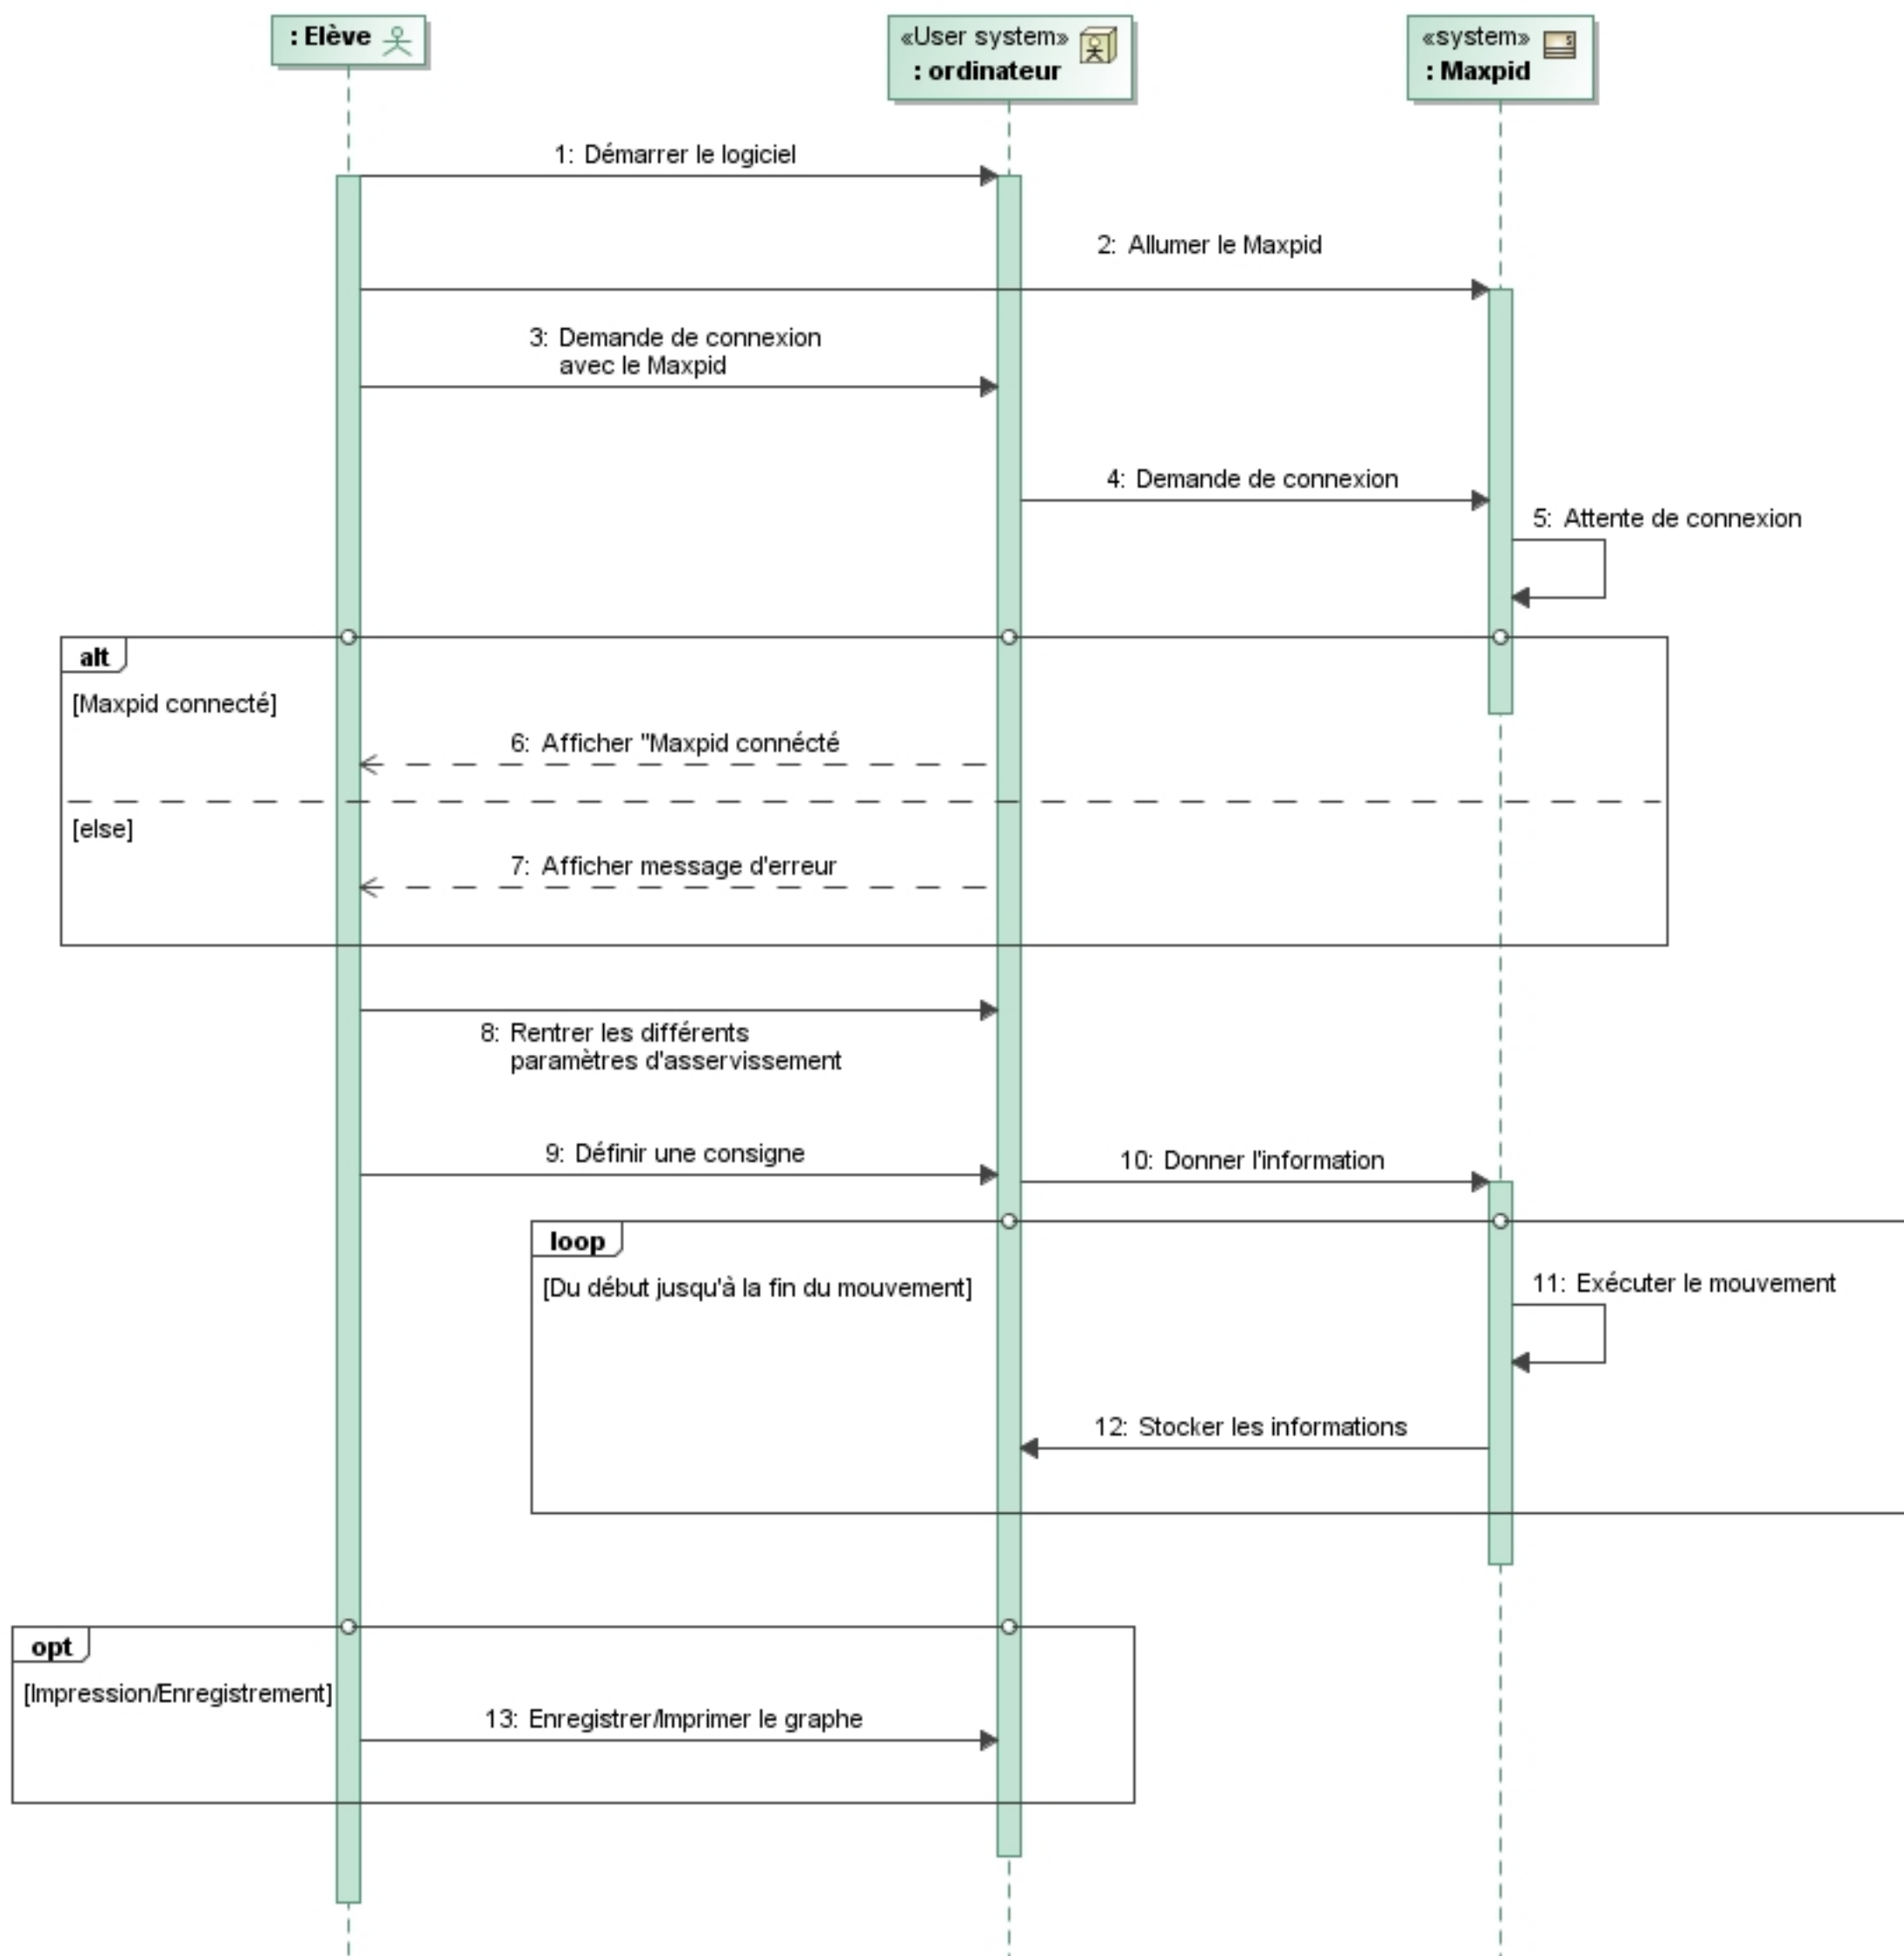 : Elève
«User system»
: ordinateur
«system»
: Maxpid
1: Démarrer le logiciel
2: Allumer le Maxpid
3: Demande de connexion
avec le Maxpid
4: Demande de connexion
5: Attente de connexion
alt
[Maxpid connecté]
6: Afficher "Maxpid connécté
[else]
7: Afficher message d'erreur
8: Rentrer les différents
paramètres d'asservissement
9: Définir une consigne
10: Donner l'information
loop
[Du début jusqu'à la fin du mouvement]
11: Exécuter le mouvement
12: Stocker les informations
opt
[Impression/Enregistrement]
13: Enregistrer/Imprimer le graphe